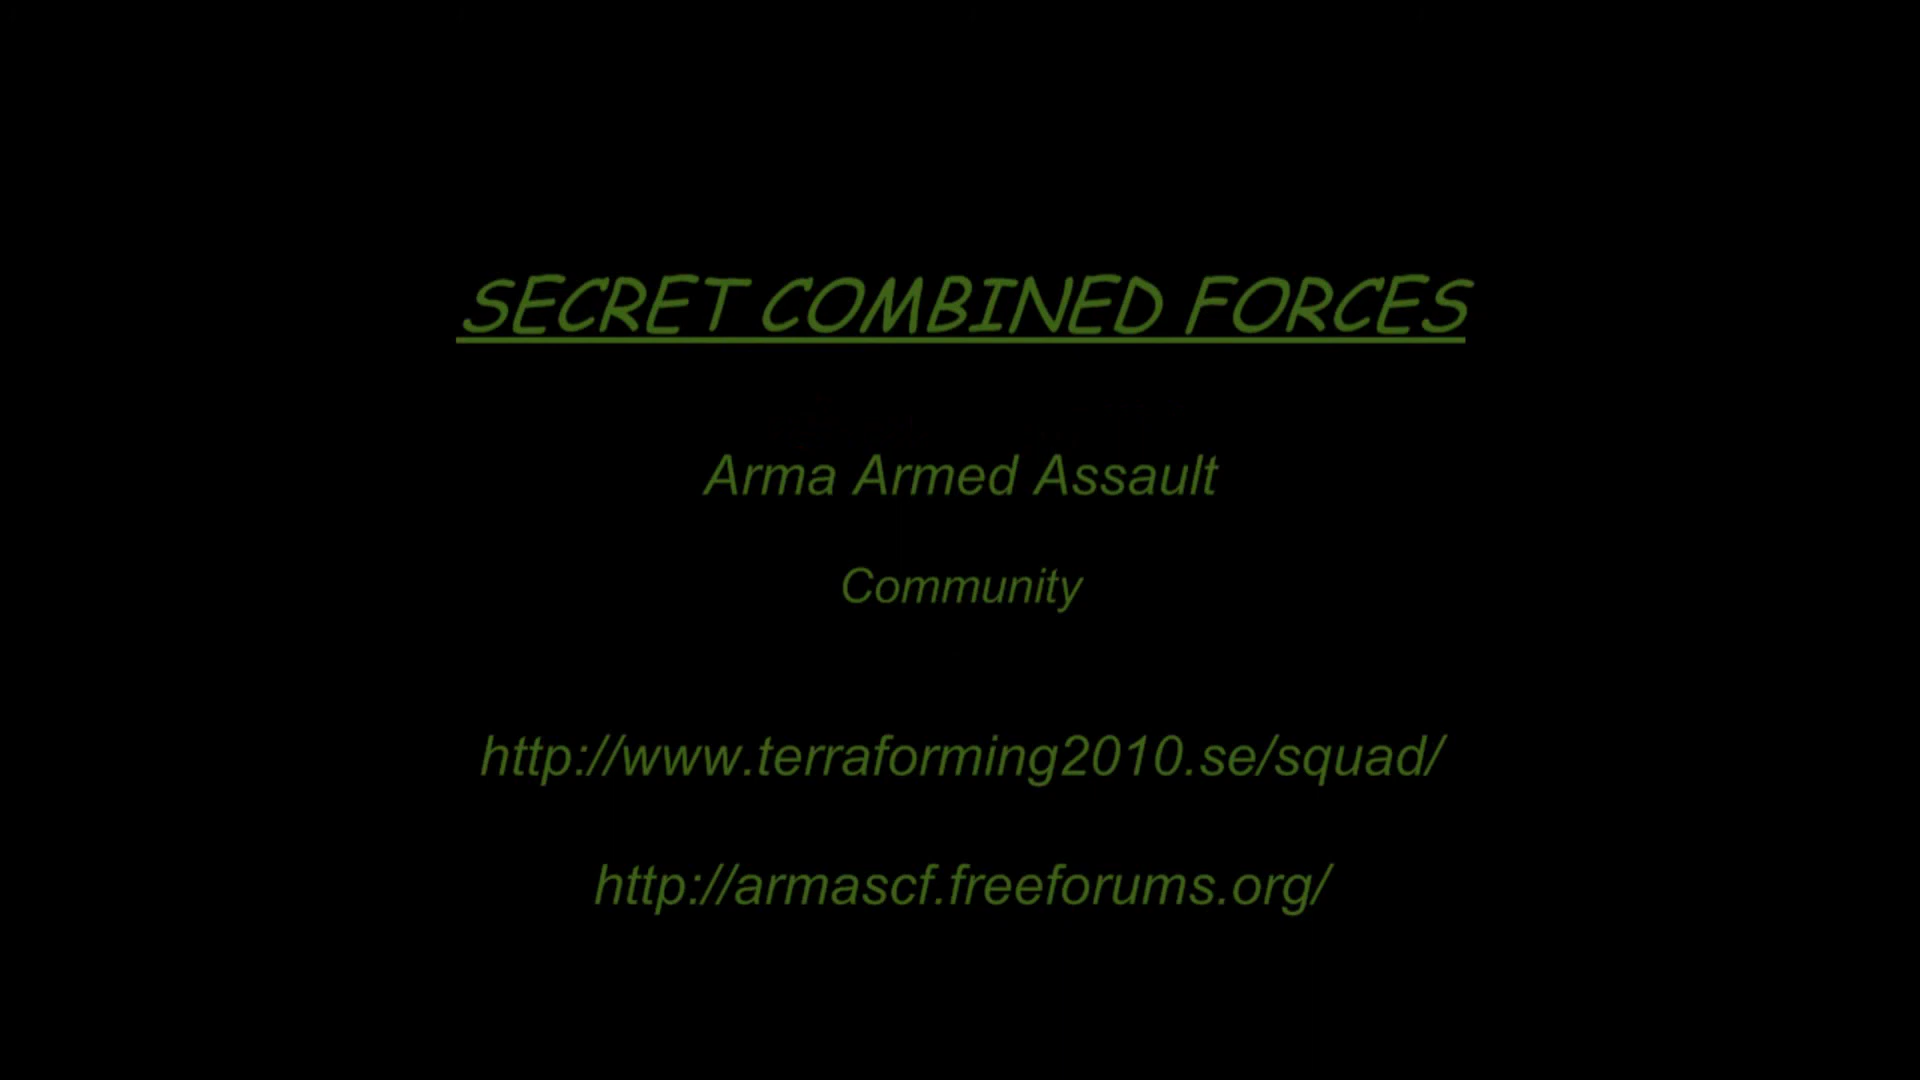 SECRET COMBINED FORCES
Arma Armed Assault
Community
http://www.terraforming2010.se/squad/
http://armascf.freeforums.org/